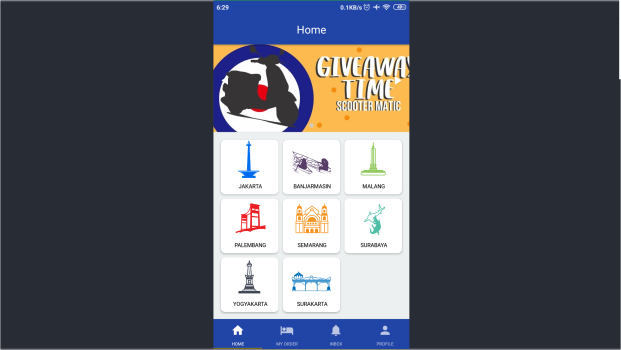 6:29
0.1KB/s
Home
GIVEAWAY
TIME
SCOOTER MATIC
JAKARTA
BANJARMASIN
MALANG
PALEMBANG
SEMARANG
SURABAYA
YOGYAKARTA
SURAKARTA
HOME
MY ORDER
INBOX
PROFILE